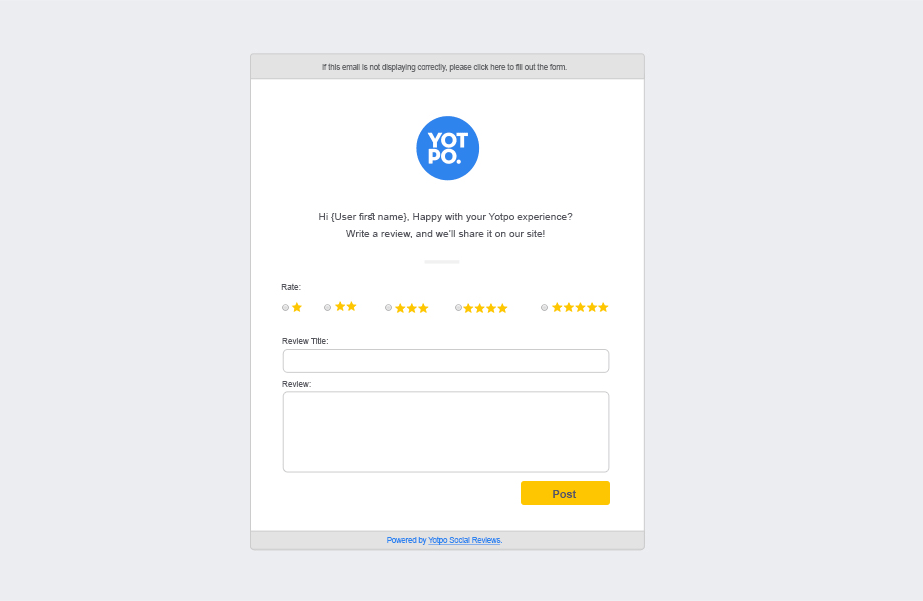 If this email is not displaying correctly, please click here to fill out the form.
YOT
PO.
Hi {User first name}, Happy with your Yotpo experience?
Write a review, and we'll share it on our site!
Rate:
Review Title:
Review:
Post
Powered by Yotpo Social Reviews.